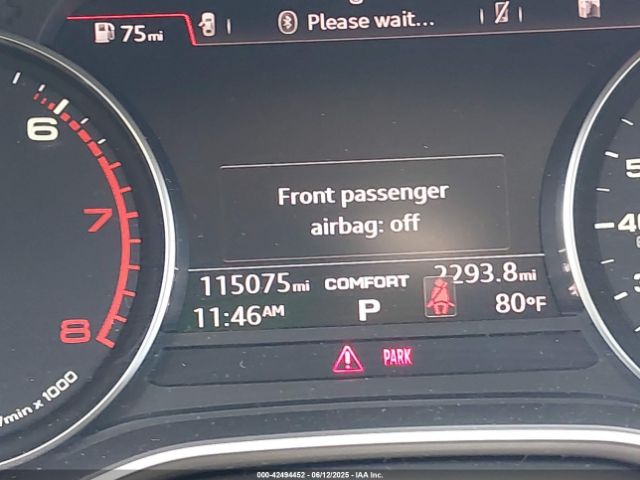 75mi
Please wait...
6
7
8
Front passenger
airbag: off
115075mi COMFORT 2293.8mi
11:46AM P 80°F
PARK
/min x 1000
000-42494452 - 06/12/2025 - IAA Inc.